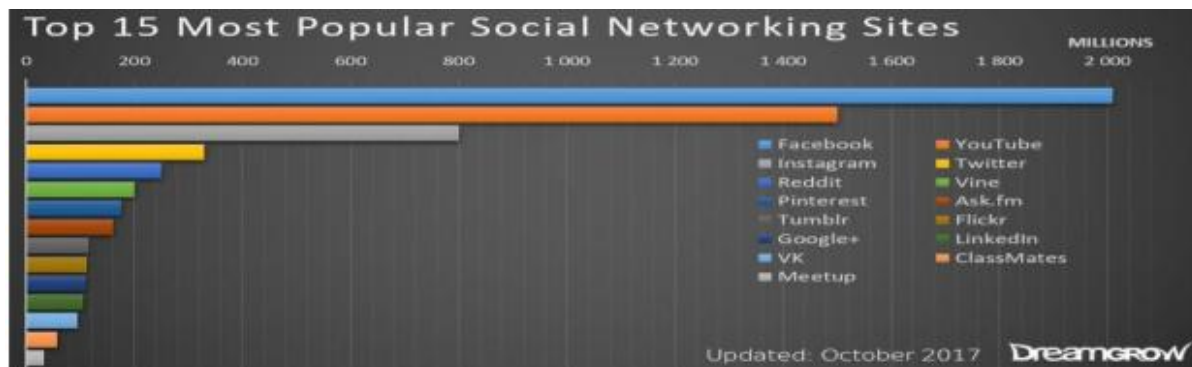 Top 15 Most Popular Social Networking Sites
MILLIONS
0 200 400 600 800 1 000 1 200 1 400 1 600 1 800 2 000
Facebook YouTube
Instagram Twitter
Reddit Vine
Pinterest Ask.fm
Tumblr Flickr
Google+ LinkedIn
VK ClassMates
Meetup
Updated: October 2017 DreamGROW